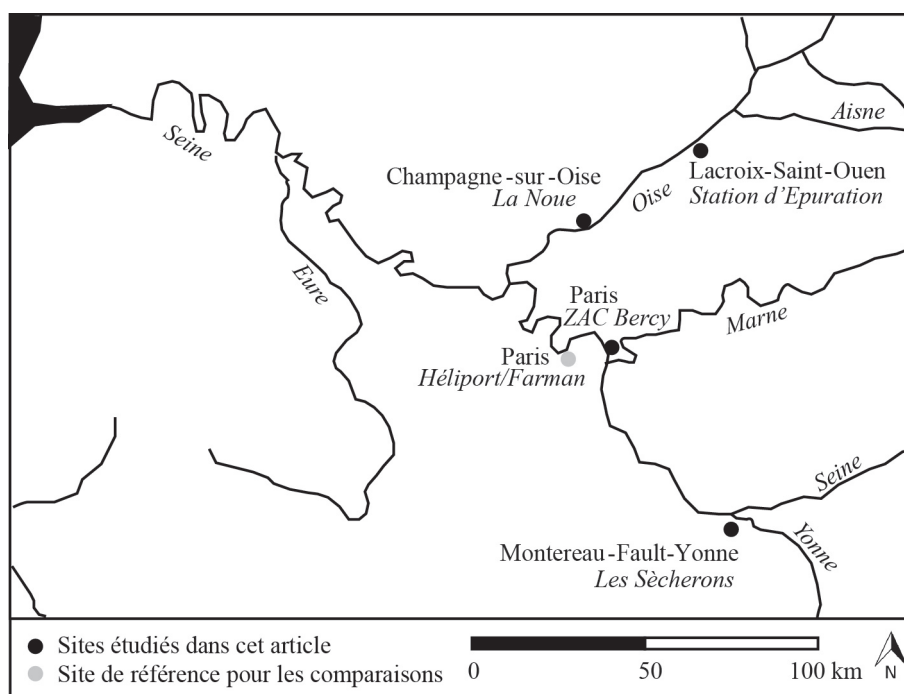 Aisne
Seine
Lacroix-Saint-Ouen
Station d'Epuration
Champagne-sur-Oise
La Noue
Oise
Eure
Paris
ZAC Bercy
Marne
Paris
Héliport/Farman
Seine
Montereau-Fault-Yonne
Les Sècherons
Yonne
Sites étudiés dans cet article
Site de référence pour les comparaisons
0 50 100 km
N